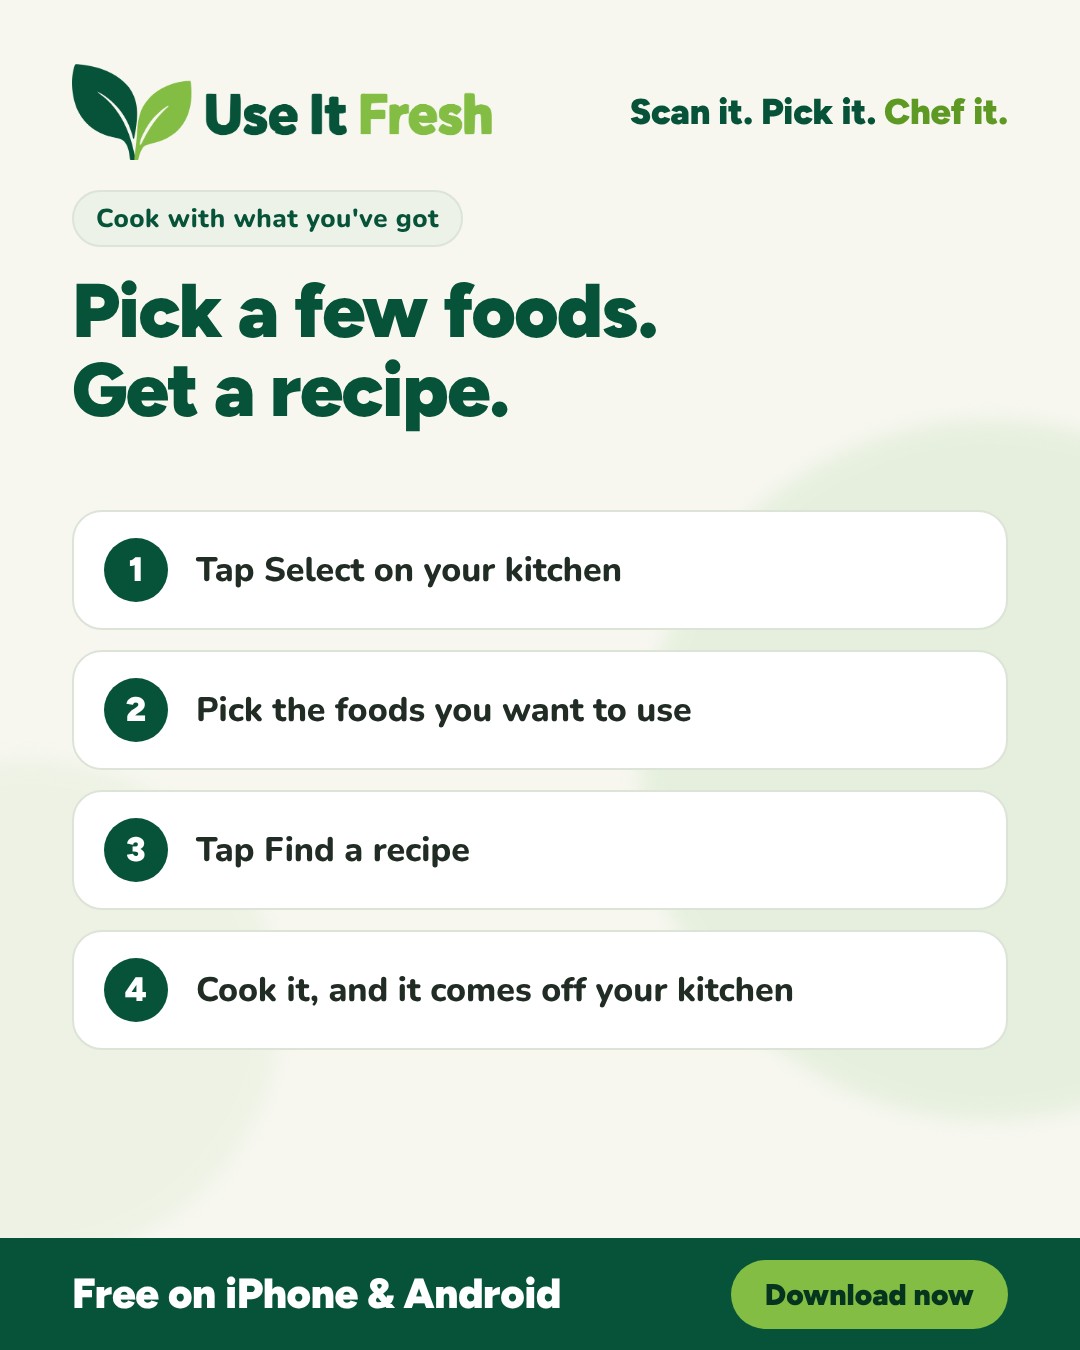 Use It Fresh
Scan it. Pick it. Chef it.
Cook with what you've got
Pick a few foods.
Get a recipe.
1 Tap Select on your kitchen
2 Pick the foods you want to use
3 Tap Find a recipe
4 Cook it, and it comes off your kitchen
Free on iPhone & Android
Download now